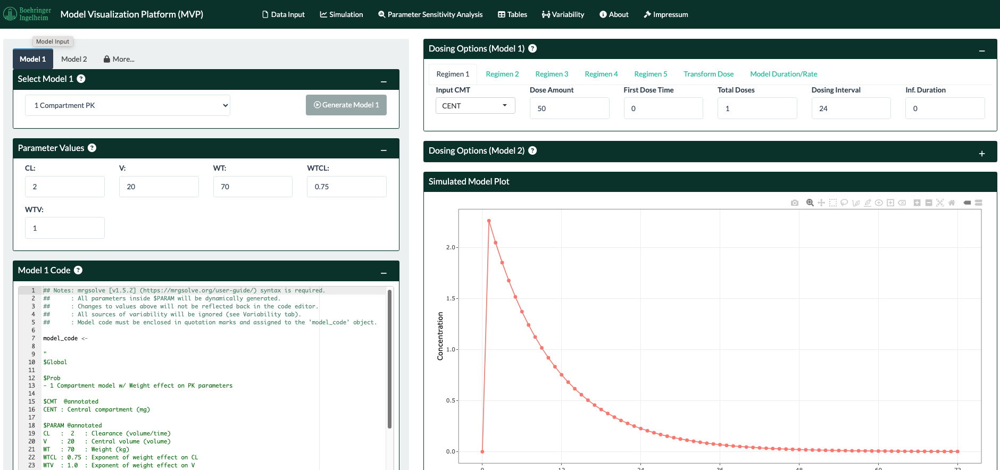 Boehringer
Ingelheim
Model Visualization Platform (MVP)
Data Input
Simulation
Parameter Sensitivity Analysis
Tables
Variability
About
Impressum
Model Input
Model 1
Model 2
More...
Select Model 1 ?
1 Compartment PK
Generate Model 1
Parameter Values ?
CL:
V:
WT:
WTCL:
2
20
70
0.75
WTV:
1
Model 1 Code ?
1 ## Notes: mrgsolve [v1.5.2] (https://mrgsolve.org/user-guide/) syntax is required.
2 ## : All parameters inside $PARAM will be dynamically generated.
3 ## : Changes to values above will not be reflected back in the code editor.
4 ## : All sources of variability will be ignored (see Variability tab).
5 ## : Model code must be enclosed in quotation marks and assigned to the 'model_code' object.
6
7 model_code <-
8
9 "
10 $Global
11
12 $Prob
13 - 1 Compartment model w/ Weight effect on PK parameters
14
15 $CMT @annotated
16 CENT : Central compartment (mg)
17
18 $PARAM @annotated
19 CL : 2 : Clearance (volume/time)
20 V : 20 : Central volume (volume)
21 WT : 70 : Weight (kg)
22 WTCL : 0.75 : Exponent of weight effect on CL
23 WTV : 1.0 : Exponent of weight effect on V
Dosing Options (Model 1) ?
Regimen 1
Regimen 2
Regimen 3
Regimen 4
Regimen 5
Transform Dose
Model Duration/Rate
Input CMT
Dose Amount
First Dose Time
Total Doses
Dosing Interval
Inf. Duration
CENT
50
0
1
24
0
Dosing Options (Model 2) ?
Simulated Model Plot
2.0
1.5
1.0
0.5
0.0
Concentration
0
12
24
36
48
60
72